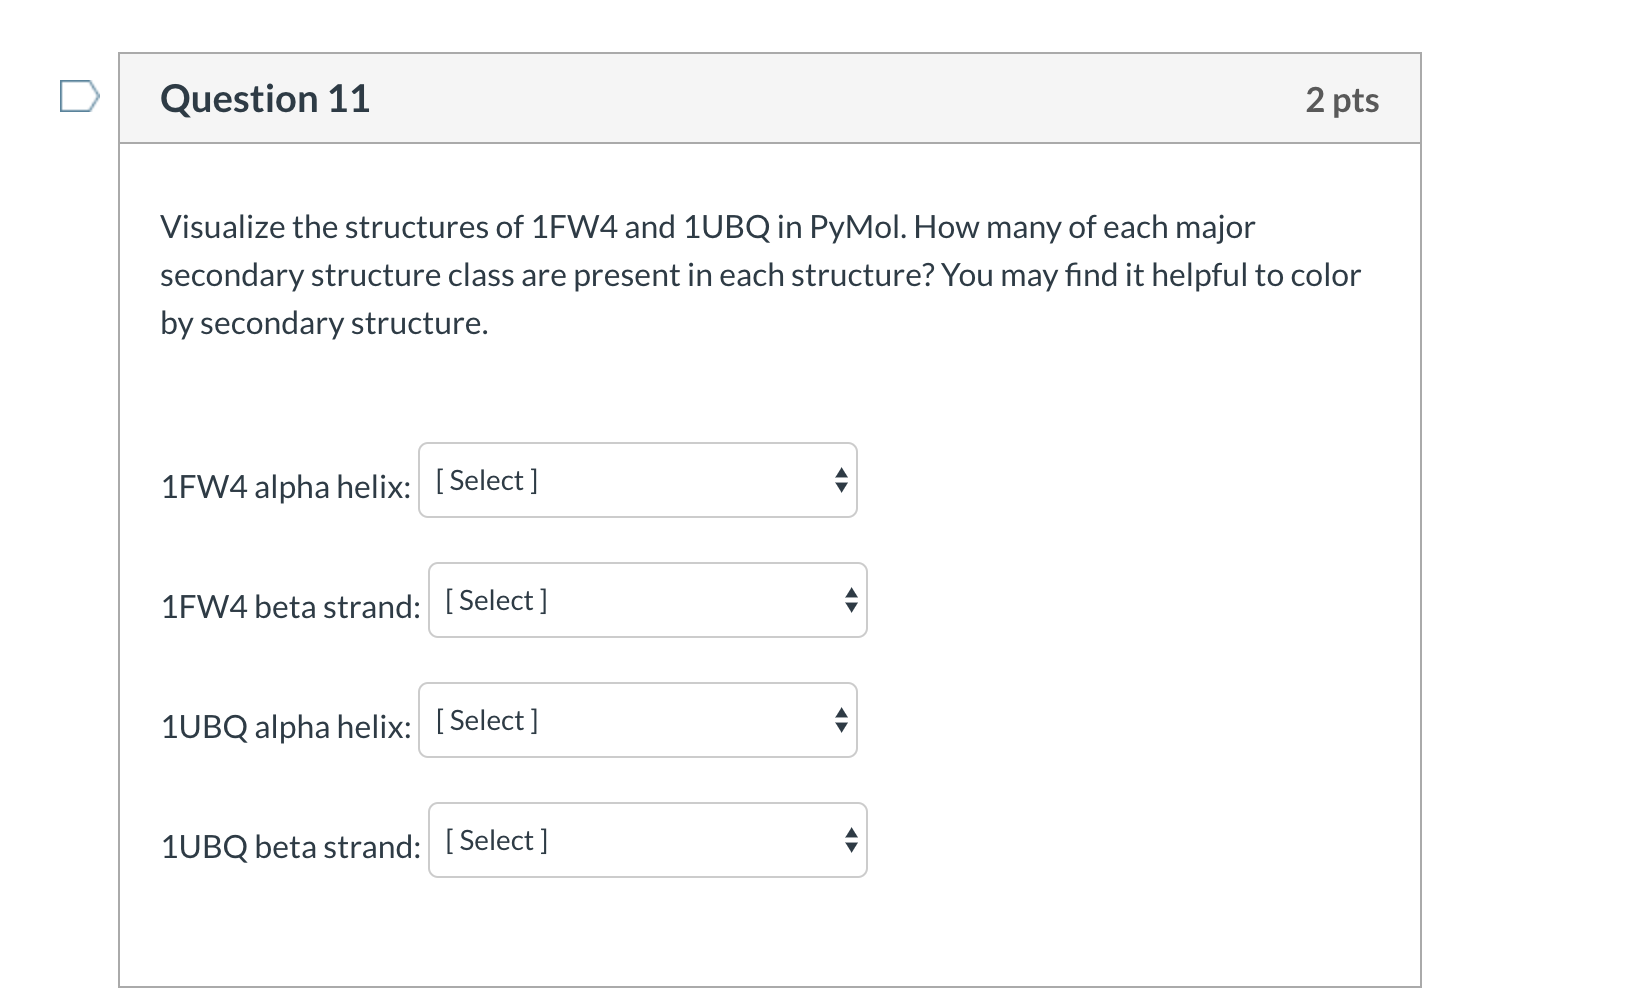 Question 11
2 pts
Visualize the structures of 1FW4 and 1UBQ in PyMol. How many of each major
secondary structure class are present in each structure? You may find it helpful to color
by secondary structure.
1FW4 alpha helix: [ Select ]
1FW4 beta strand: [ Select ]
1UBQ alpha helix: [ Select ]
1UBQ beta strand: [ Select ]